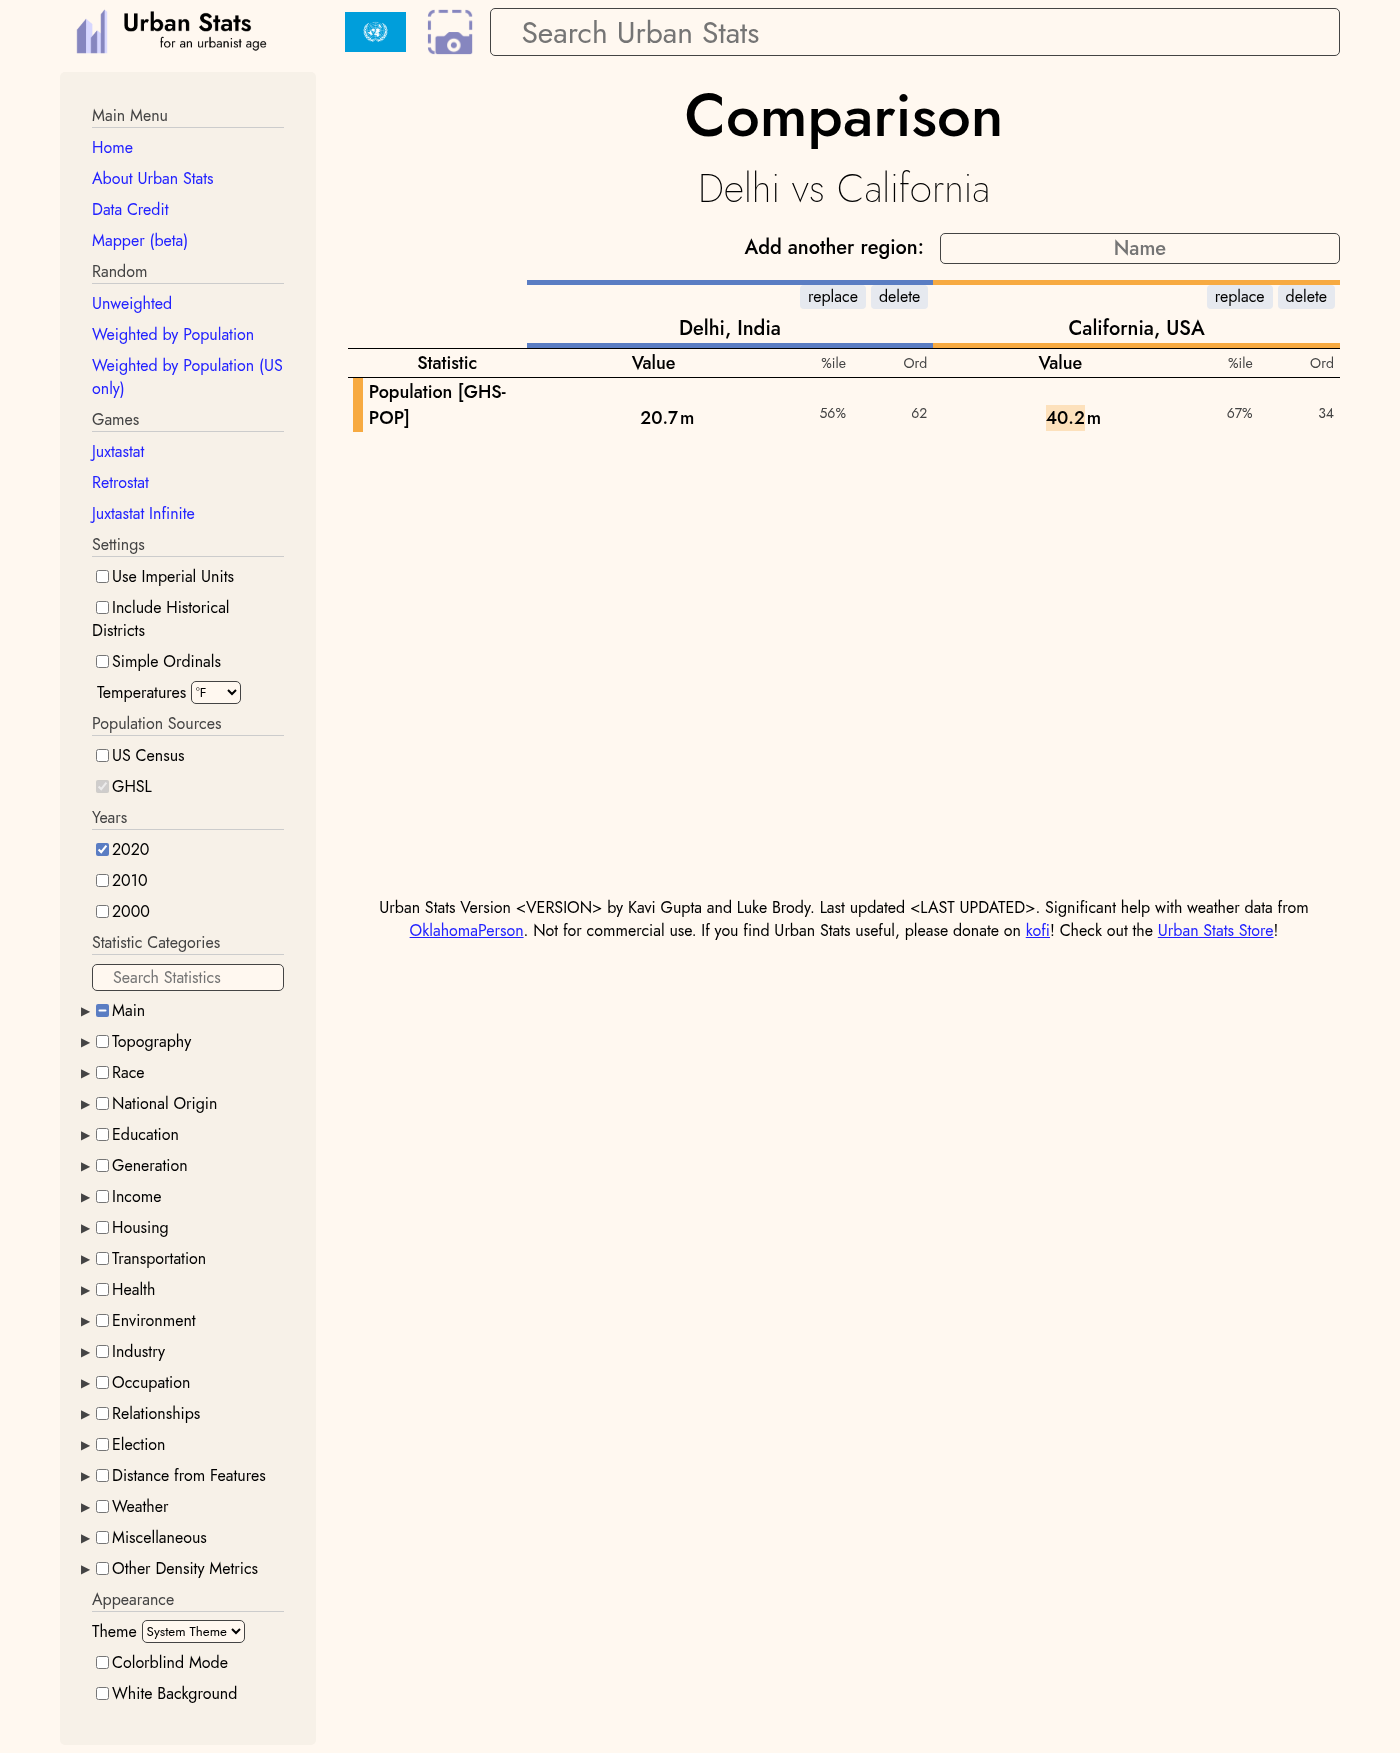 Urban Stats
for an urbanist age
Search Urban Stats
Main Menu
Home
About Urban Stats
Data Credit
Mapper (beta)
Random
Unweighted
Weighted by Population
Weighted by Population (US
only)
Games
Juxtastat
Retrostat
Juxtastat Infinite
Settings
Use Imperial Units
Include Historical
Districts
Simple Ordinals
Temperatures °F
Population Sources
US Census
GHSL
Years
2020
2010
2000
Statistic Categories
Search Statistics
Main
Topography
Race
National Origin
Education
Generation
Income
Housing
Transportation
Health
Environment
Industry
Occupation
Relationships
Election
Distance from Features
Weather
Miscellaneous
Other Density Metrics
Appearance
Theme System Theme
Colorblind Mode
White Background
Comparison
Delhi vs California
Add another region: Name
replace delete replace delete
Delhi, India California, USA
Statistic Value %ile Ord Value %ile Ord
Population [GHS-
POP] 20.7 m 56% 62 40.2 m 67% 34
Urban Stats Version <VERSION> by Kavi Gupta and Luke Brody. Last updated <LAST UPDATED>. Significant help with weather data from
OklahomaPerson. Not for commercial use. If you find Urban Stats useful, please donate on kofi! Check out the Urban Stats Store!